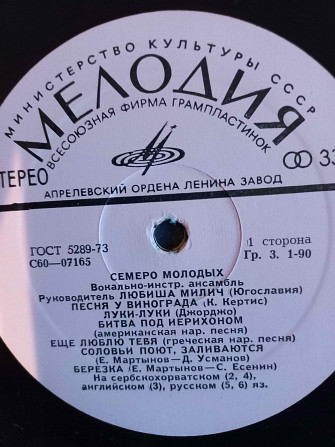 МИНИСТЕРСТВО КУЛЬТУРЫ СССР
МЕЛОДИЯ
ВСЕСОЮЗНАЯ ФИРМА ГРАМПЛАСТИНОК
СТЕРЕО
33
АПРЕЛЕВСКИЙ ОРДЕНА ЛЕНИНА ЗАВОД
ГОСТ 5289-73
С60—07165
1 сторона
Гр. 3. 1-90
СЕМЕРО МОЛОДЫХ
Вокально-инстр. ансамбль
Руководитель ЛЮБИША МИЛИЧ (Югославия)
ПЕСНЯ У ВИНОГРАДА (К. Кертис)
ЛУКИ-ЛУКИ (Джорджо)
БИТВА ПОД ИЕРИХОНОМ
(американская нар. песня)
ЕЩЕ ЛЮБЛЮ ТЕБЯ (греческая нар. песня)
СОЛОВЬИ ПОЮТ, ЗАЛИВАЮТСЯ
(Е. Мартынов—Д. Усманов)
БЕРЕЗКА (Е. Мартынов—С. Есенин)
На сербскохорватском (2, 4),
английском (3), русском (5, 6) яз.